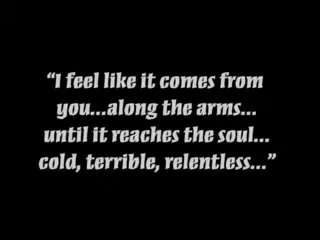 “I feel like it comes from
you...along the arms...
until it reaches the soul...
cold, terrible, relentless...”